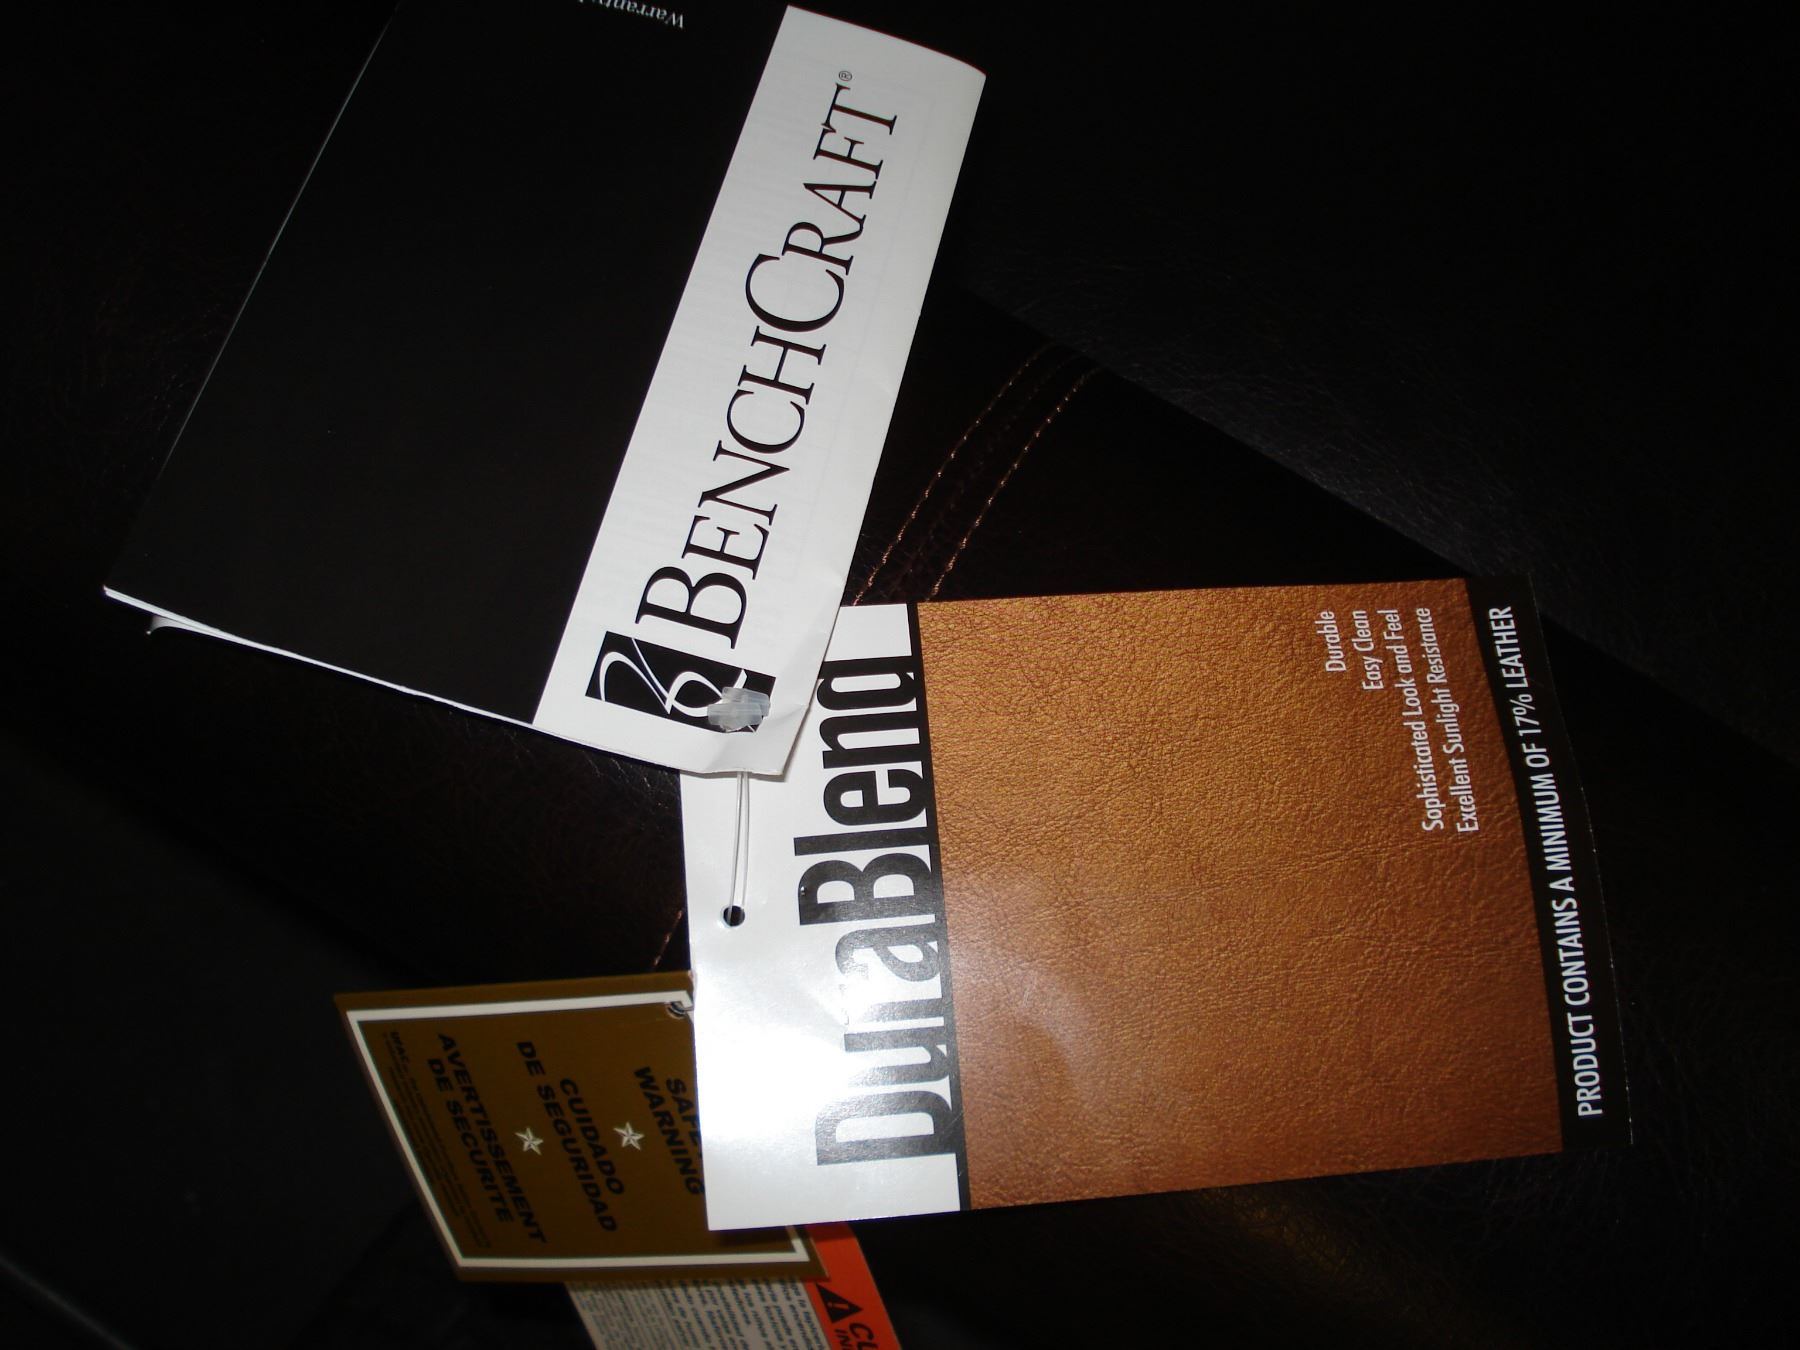 Warranty
BENCHCRAFT®
DuraBlend
Durable
Easy Clean
Sophisticated Look and Feel
Excellent Sunlight Resistance
PRODUCT CONTAINS A MINIMUM OF 17% LEATHER
WARNING
CUIDADO
DE SEGURIDAD
AVERTISSEMENT
DE SECURITE